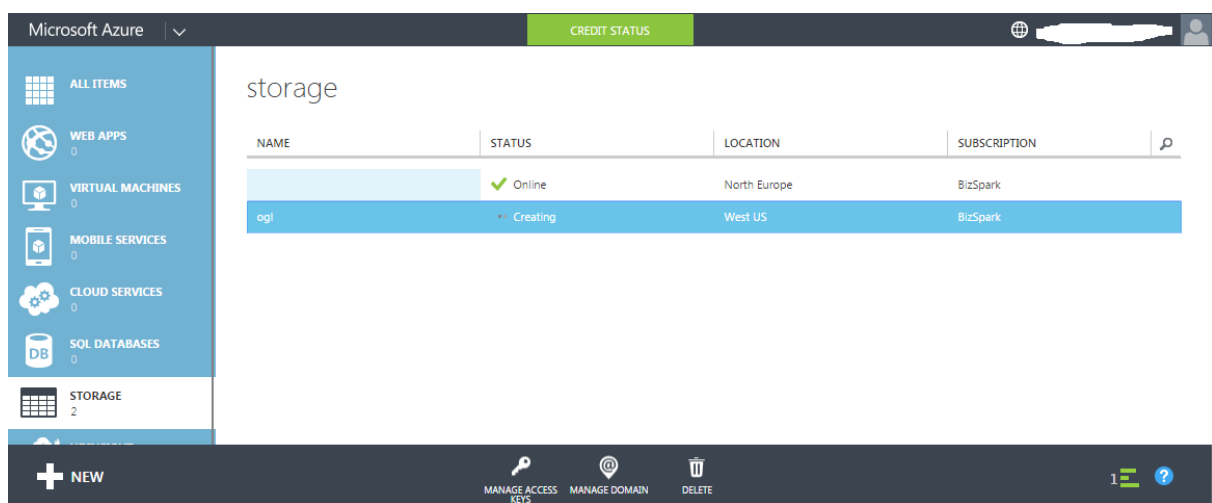 Microsoft Azure
CREDIT STATUS
ALL ITEMS
WEB APPS
0
VIRTUAL MACHINES
0
MOBILE SERVICES
0
CLOUD SERVICES
0
DB
SQL DATABASES
0
STORAGE
2
storage
NAME STATUS LOCATION SUBSCRIPTION
Online North Europe BizSpark
ogl Creating West US BizSpark
NEW
MANAGE ACCESS KEYS
MANAGE DOMAIN
DELETE
1
?